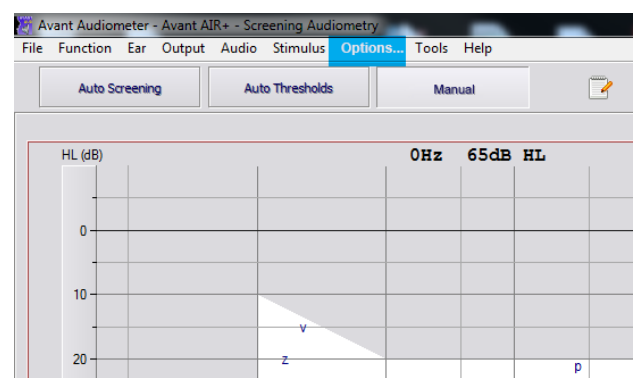 Avant Audiometer - Avant AIR+ - Screening Audiometry
File Function Ear Output Audio Stimulus Options... Tools Help
Auto Screening Auto Thresholds Manual
HL (dB) 0Hz 65dB HL
0
10
v
20 z p